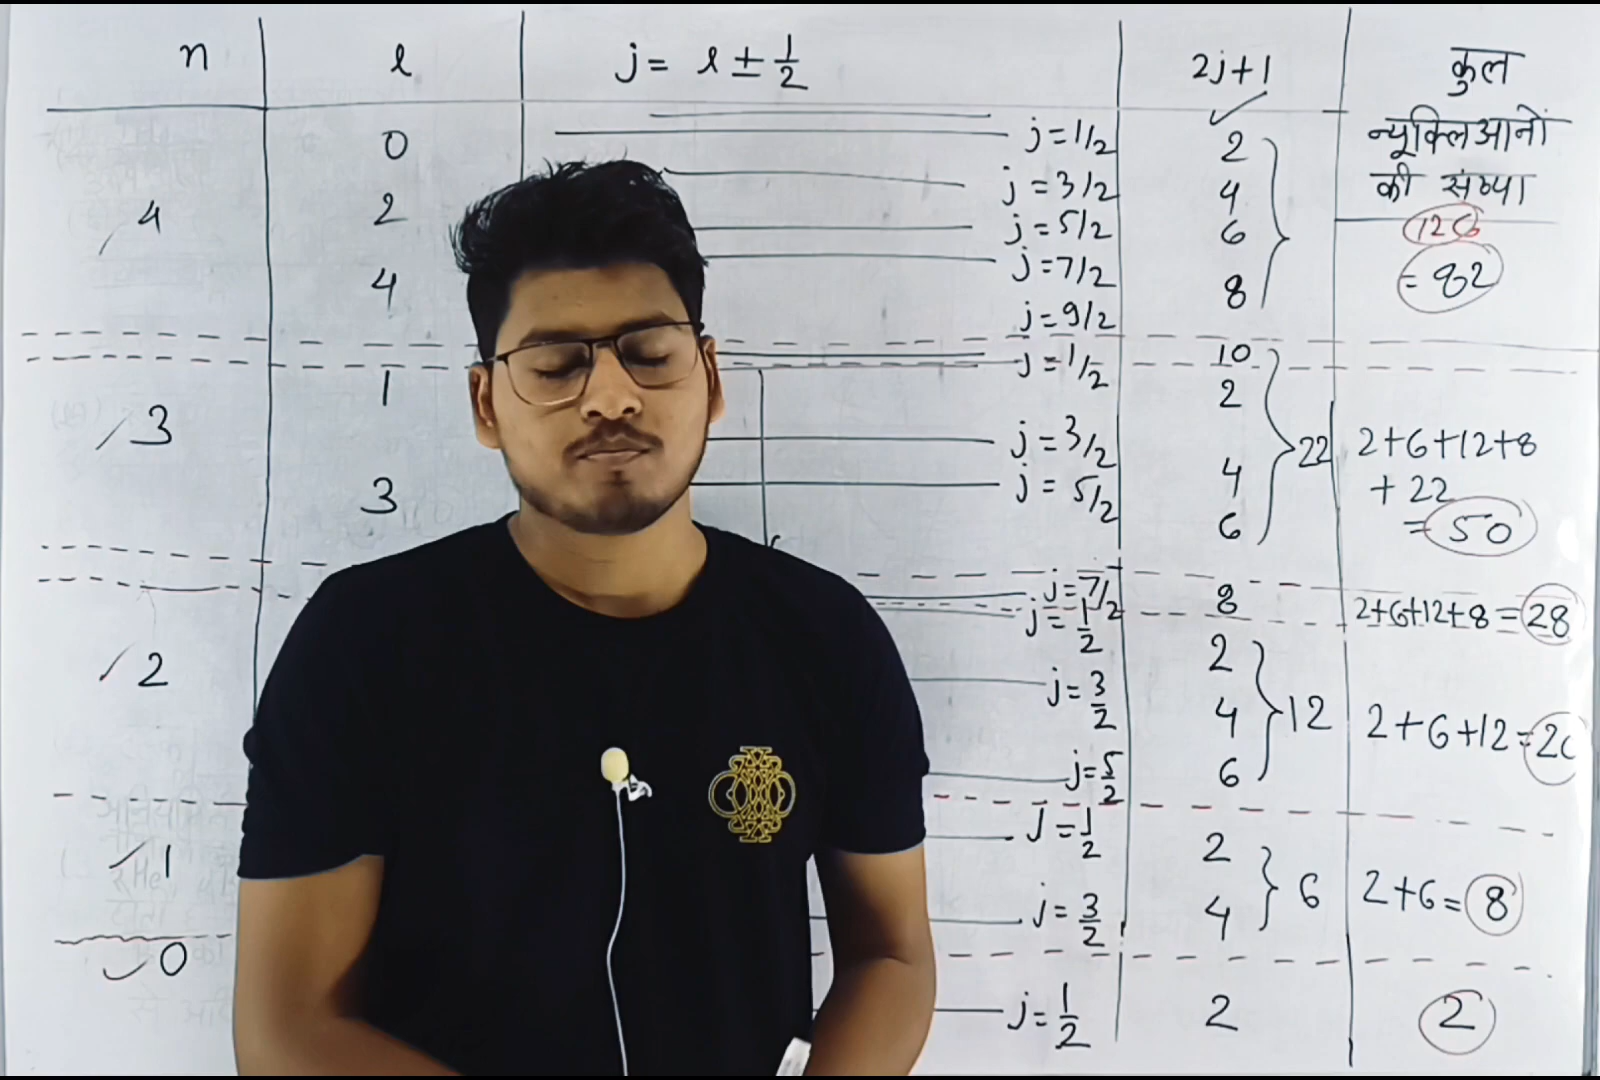 n l j = l ± 1/2 2j+1 कुल
न्यूक्लिआनों
की संख्या
4
0
2
4
j = 1/2 2
j = 3/2 4
j = 5/2 6
j = 7/2 8
j = 9/2
126
= 82
3
1
3
j = 1/2 10
2
j = 3/2 4
j = 5/2 6
22
2+6+12+8
+ 22
= 50
j = 7/2 8 2+6+12+8 = 28
2
j = 1/2 2
j = 3/2 4
j = 5/2 6
12 2+6+12 = 20
1
j = 1/2 2
j = 3/2 4
6 2+6 = 8
0 j = 1/2 2 2